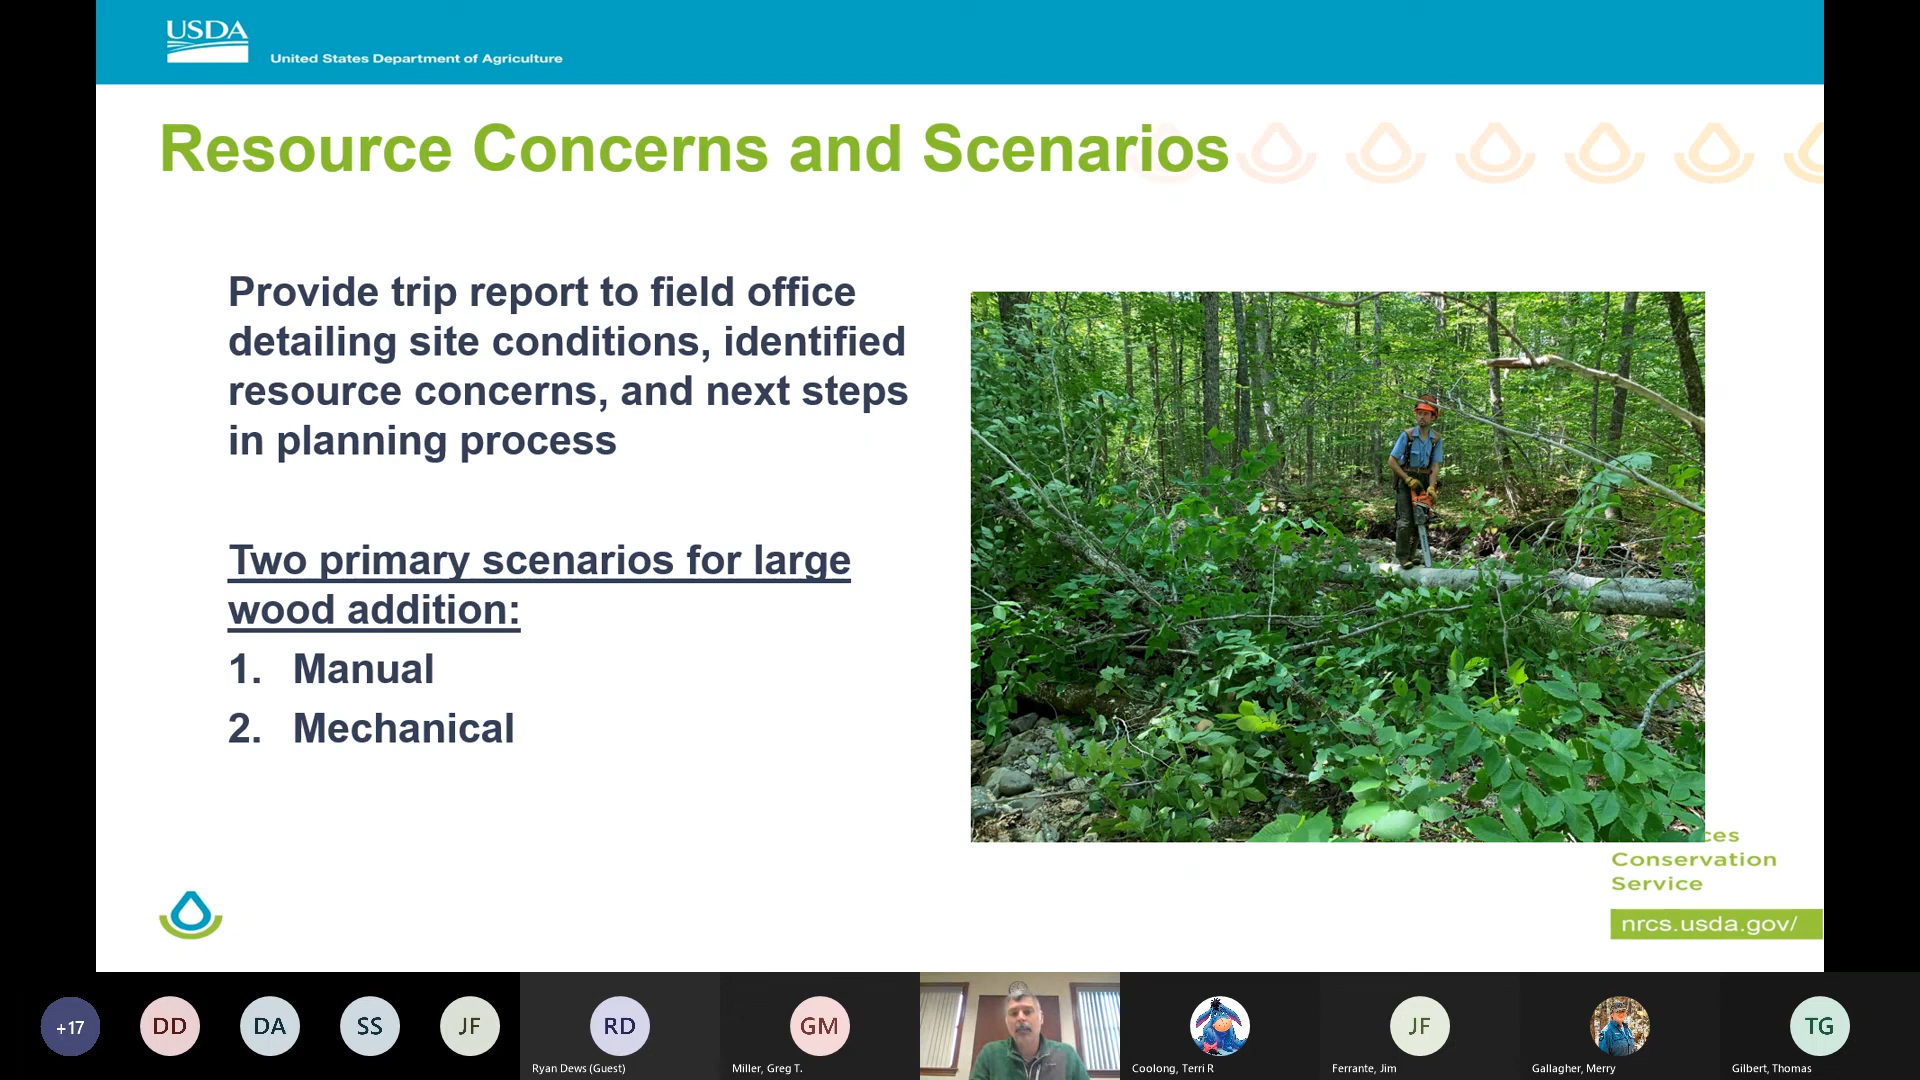 USDA
United States Department of Agriculture
Resource Concerns and Scenarios
Provide trip report to field office
detailing site conditions, identified
resource concerns, and next steps
in planning process
Two primary scenarios for large
wood addition:
1. Manual
2. Mechanical
ces
Conservation
Service
nrcs.usda.gov/
+17
DD
DA
SS
JF
RD
GM
JF
TG
Ryan Dews (Guest)
Miller, Greg T.
Coolong, Terri R
Ferrante, Jim
Gallagher, Merry
Gilbert, Thomas